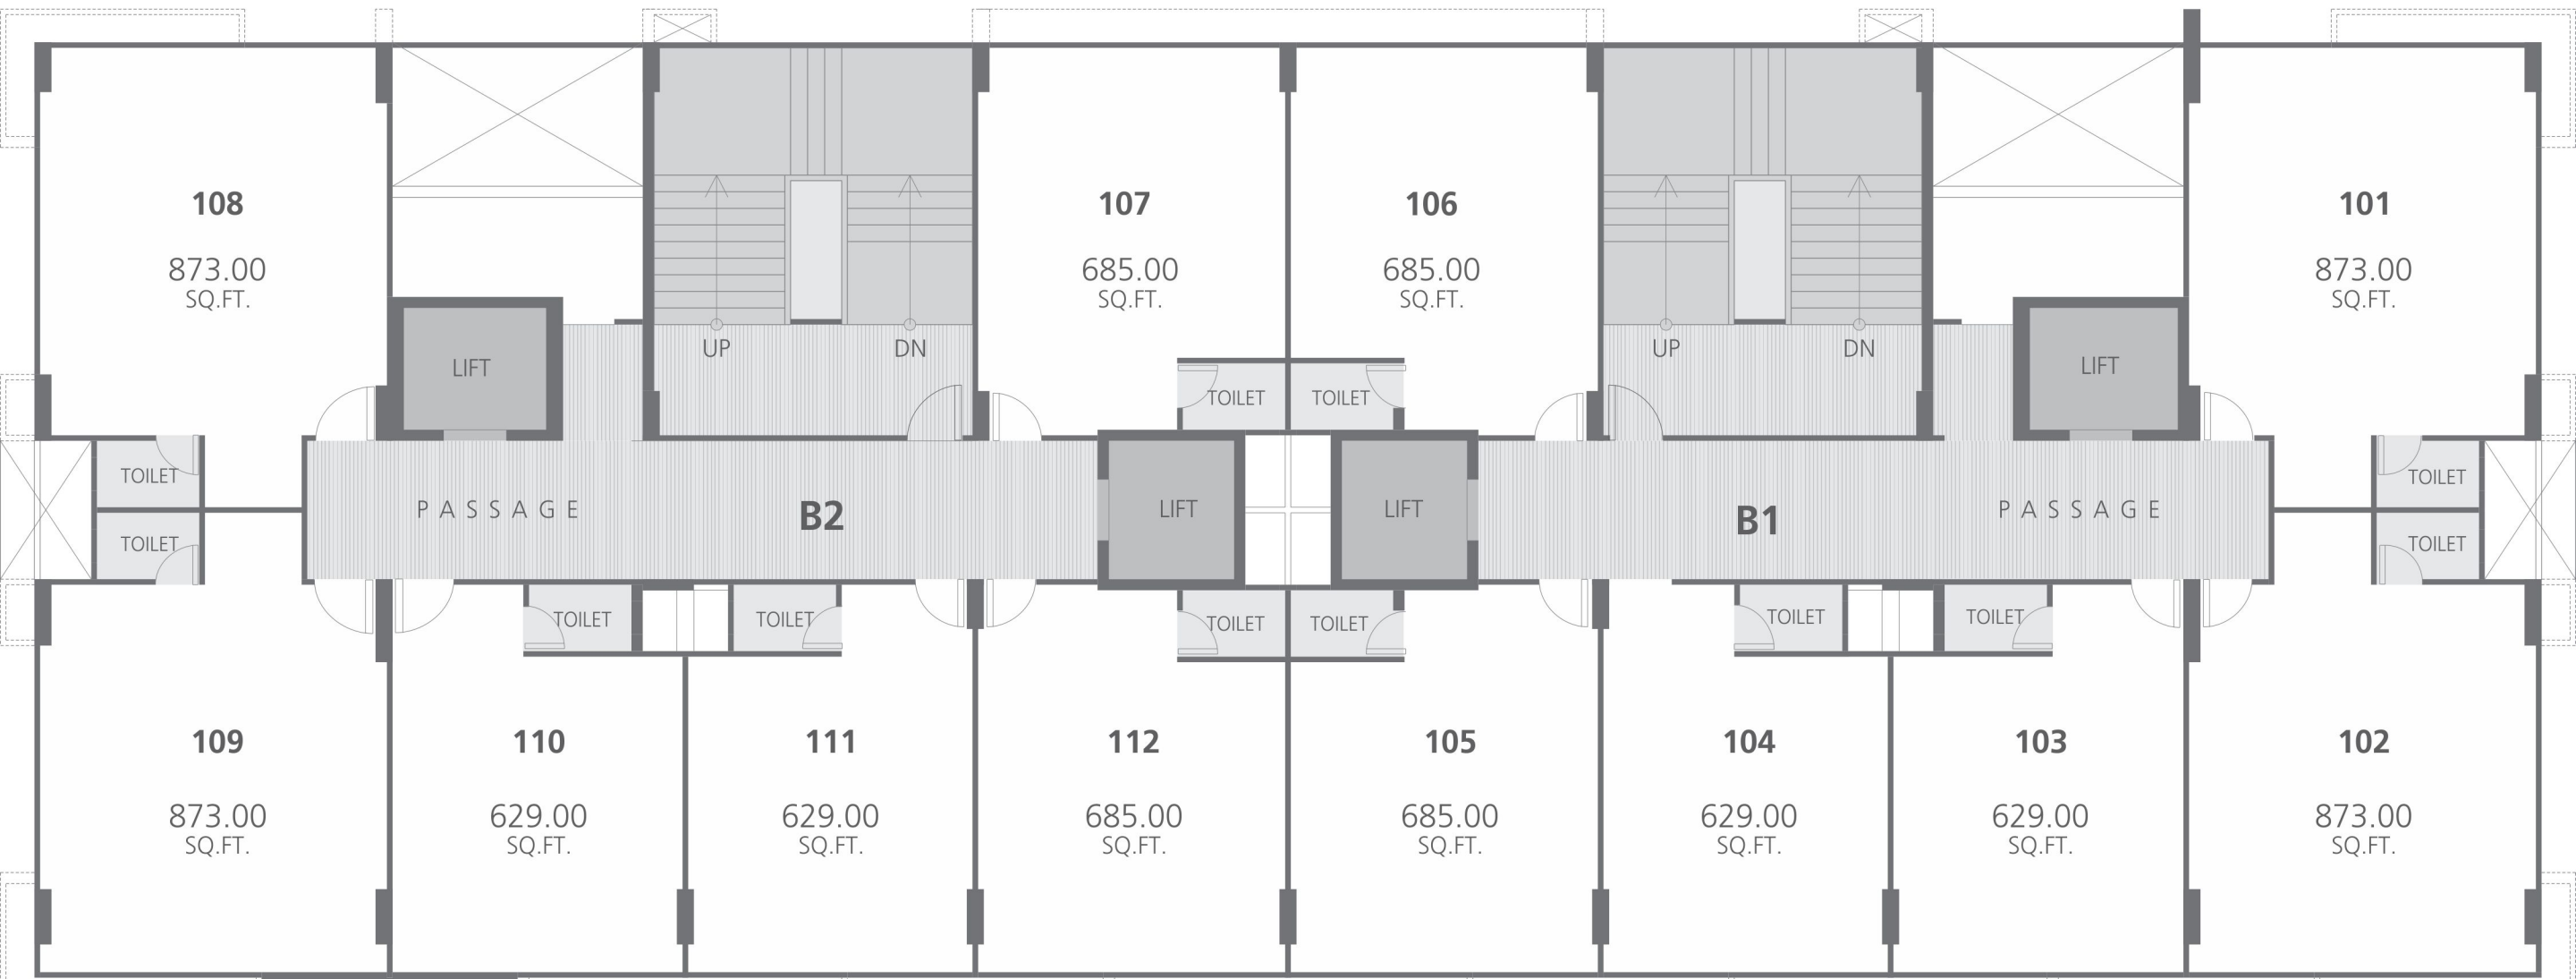 108
873.00
SQ.FT.
107
685.00
SQ.FT.
106
685.00
SQ.FT.
101
873.00
SQ.FT.
UP
DN
UP
DN
LIFT
LIFT
TOILET
TOILET
TOILET
TOILET
PASSAGE
B2
LIFT
LIFT
B1
PASSAGE
TOILET
TOILET
TOILET
TOILET
TOILET
TOILET
TOILET
TOILET
109
873.00
SQ.FT.
110
629.00
SQ.FT.
111
629.00
SQ.FT.
112
685.00
SQ.FT.
105
685.00
SQ.FT.
104
629.00
SQ.FT.
103
629.00
SQ.FT.
102
873.00
SQ.FT.